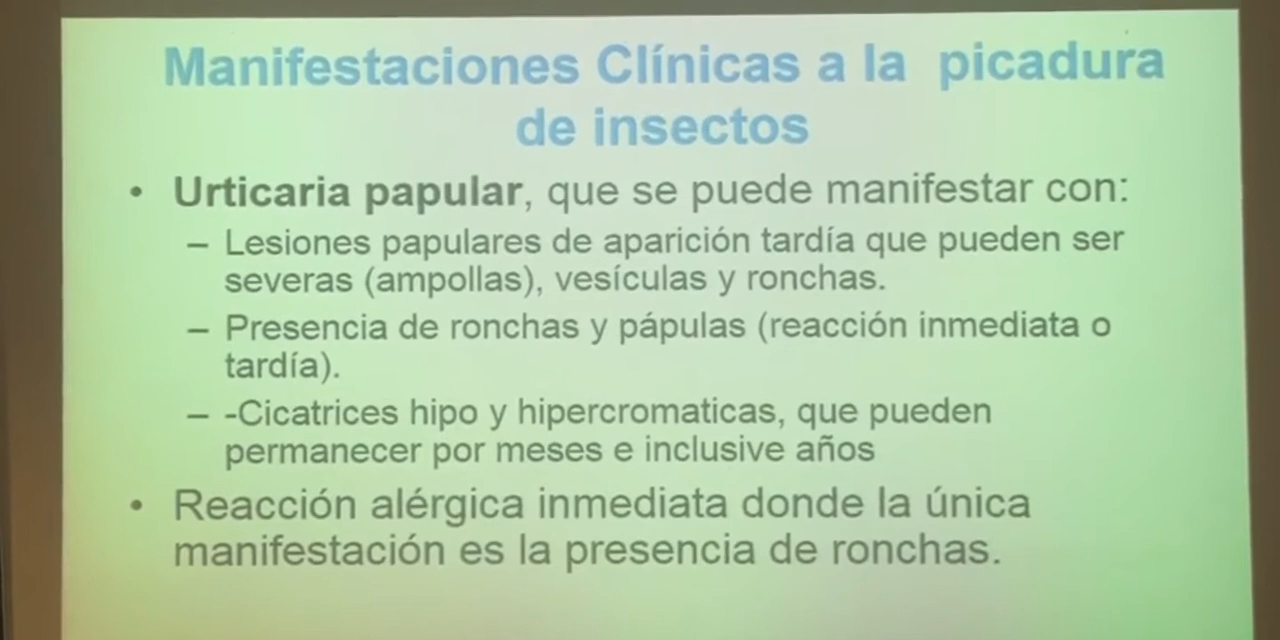 Manifestaciones Clínicas a la picadura
de insectos
• Urticaria papular, que se puede manifestar con:
– Lesiones papulares de aparición tardía que pueden ser
severas (ampollas), vesículas y ronchas.
– Presencia de ronchas y pápulas (reacción inmediata o
tardía).
– -Cicatrices hipo y hipercromaticas, que pueden
permanecer por meses e inclusive años
• Reacción alérgica inmediata donde la única
manifestación es la presencia de ronchas.